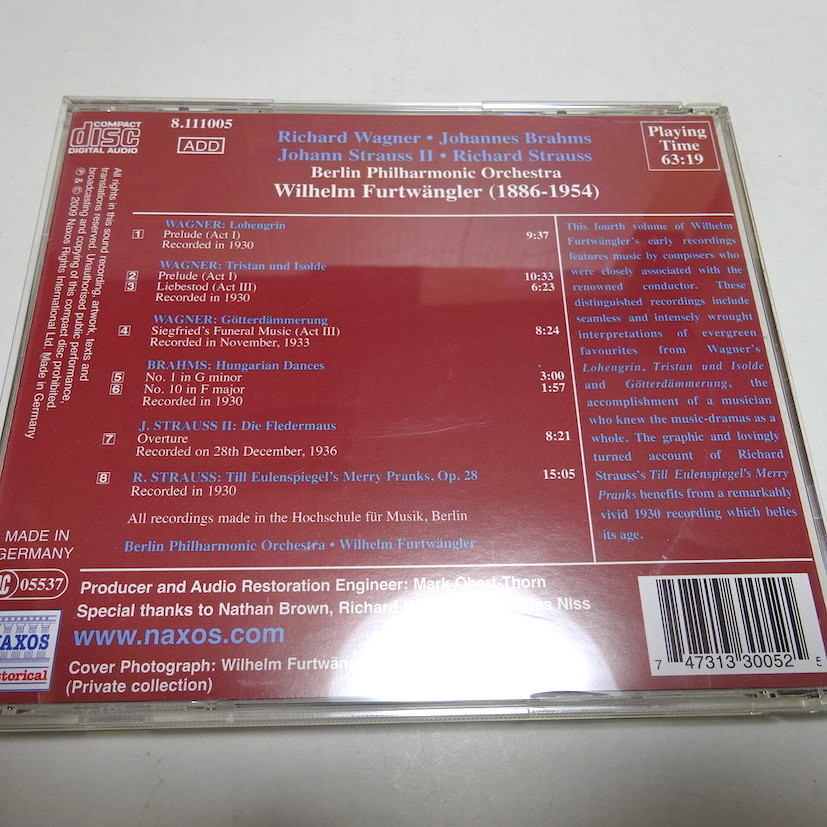 COMPACT
disc
DIGITAL AUDIO
8.111005
ADD
Richard Wagner • Johannes Brahms
Johann Strauss II • Richard Strauss
Berlin Philharmonic Orchestra
Wilhelm Furtwängler (1886-1954)
Playing
Time
63:19
All rights in this sound recording, artwork, texts and
translations reserved. Unauthorised public performance,
broadcasting and copying of this compact disc prohibited.
℗ & © 2009 Naxos Rights International Ltd. Made in
Germany
1 WAGNER: Lohengrin
Prelude (Act I) 9:37
Recorded in 1930
WAGNER: Tristan und Isolde
2 Prelude (Act I) 10:33
3 Liebestod (Act III) 6:23
Recorded in 1930
WAGNER: Götterdämmerung
4 Siegfried's Funeral Music (Act III) 8:24
Recorded in November, 1933
BRAHMS: Hungarian Dances
5 No. 1 in G minor 3:00
6 No. 10 in F major 1:57
Recorded in 1930
J. STRAUSS II: Die Fledermaus
7 Overture 8:21
Recorded on 28th December, 1936
8 R. STRAUSS: Till Eulenspiegel's Merry Pranks, Op. 28 15:05
Recorded in 1930
All recordings made in the Hochschule für Musik, Berlin
Berlin Philharmonic Orchestra • Wilhelm Furtwängler
This fourth volume of Wilhelm
Furtwängler's early recordings
features music by composers who
were closely associated with the
renowned conductor. These
distinguished recordings include
seamless and intensely wrought
interpretations of evergreen
favourites from Wagner's
Lohengrin, Tristan und Isolde
and Götterdämmerung, the
accomplishment of a musician
who knew the music-dramas as a
whole. The graphic and lovingly
turned account of Richard
Strauss's Till Eulenspiegel's Merry
Pranks benefits from a remarkably
vivid 1930 recording which belies
its age.
MADE IN
GERMANY
05537
Producer and Audio Restoration Engineer: Mark Obert-Thorn
Special thanks to Nathan Brown, Richard Niss
NAXOS
Historical
www.naxos.com
Cover Photograph: Wilhelm Furtwän
(Private collection)
7 47313 30052 5